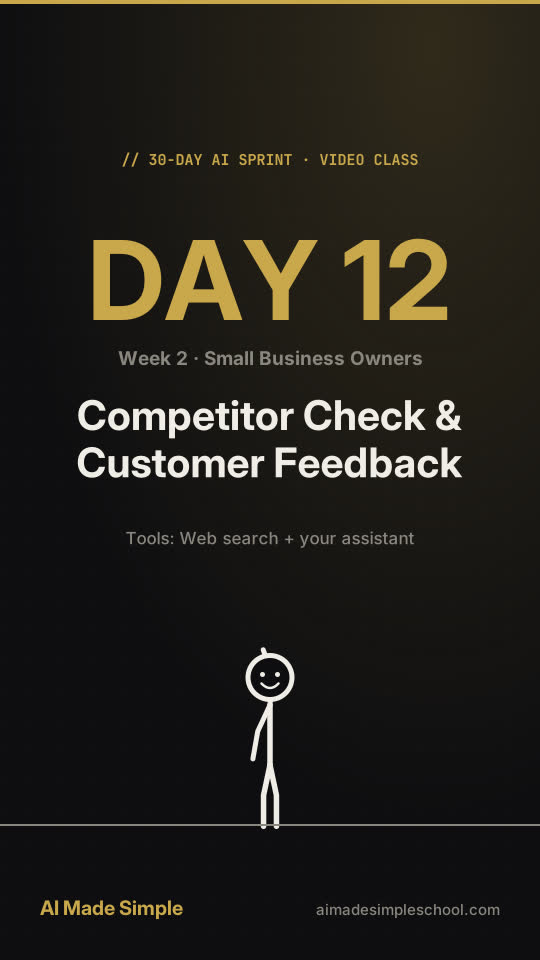 // 30-DAY AI SPRINT · VIDEO CLASS
DAY 12
Week 2 · Small Business Owners
Competitor Check &
Customer Feedback
Tools: Web search + your assistant
AI Made Simple
aimadesimpleschool.com